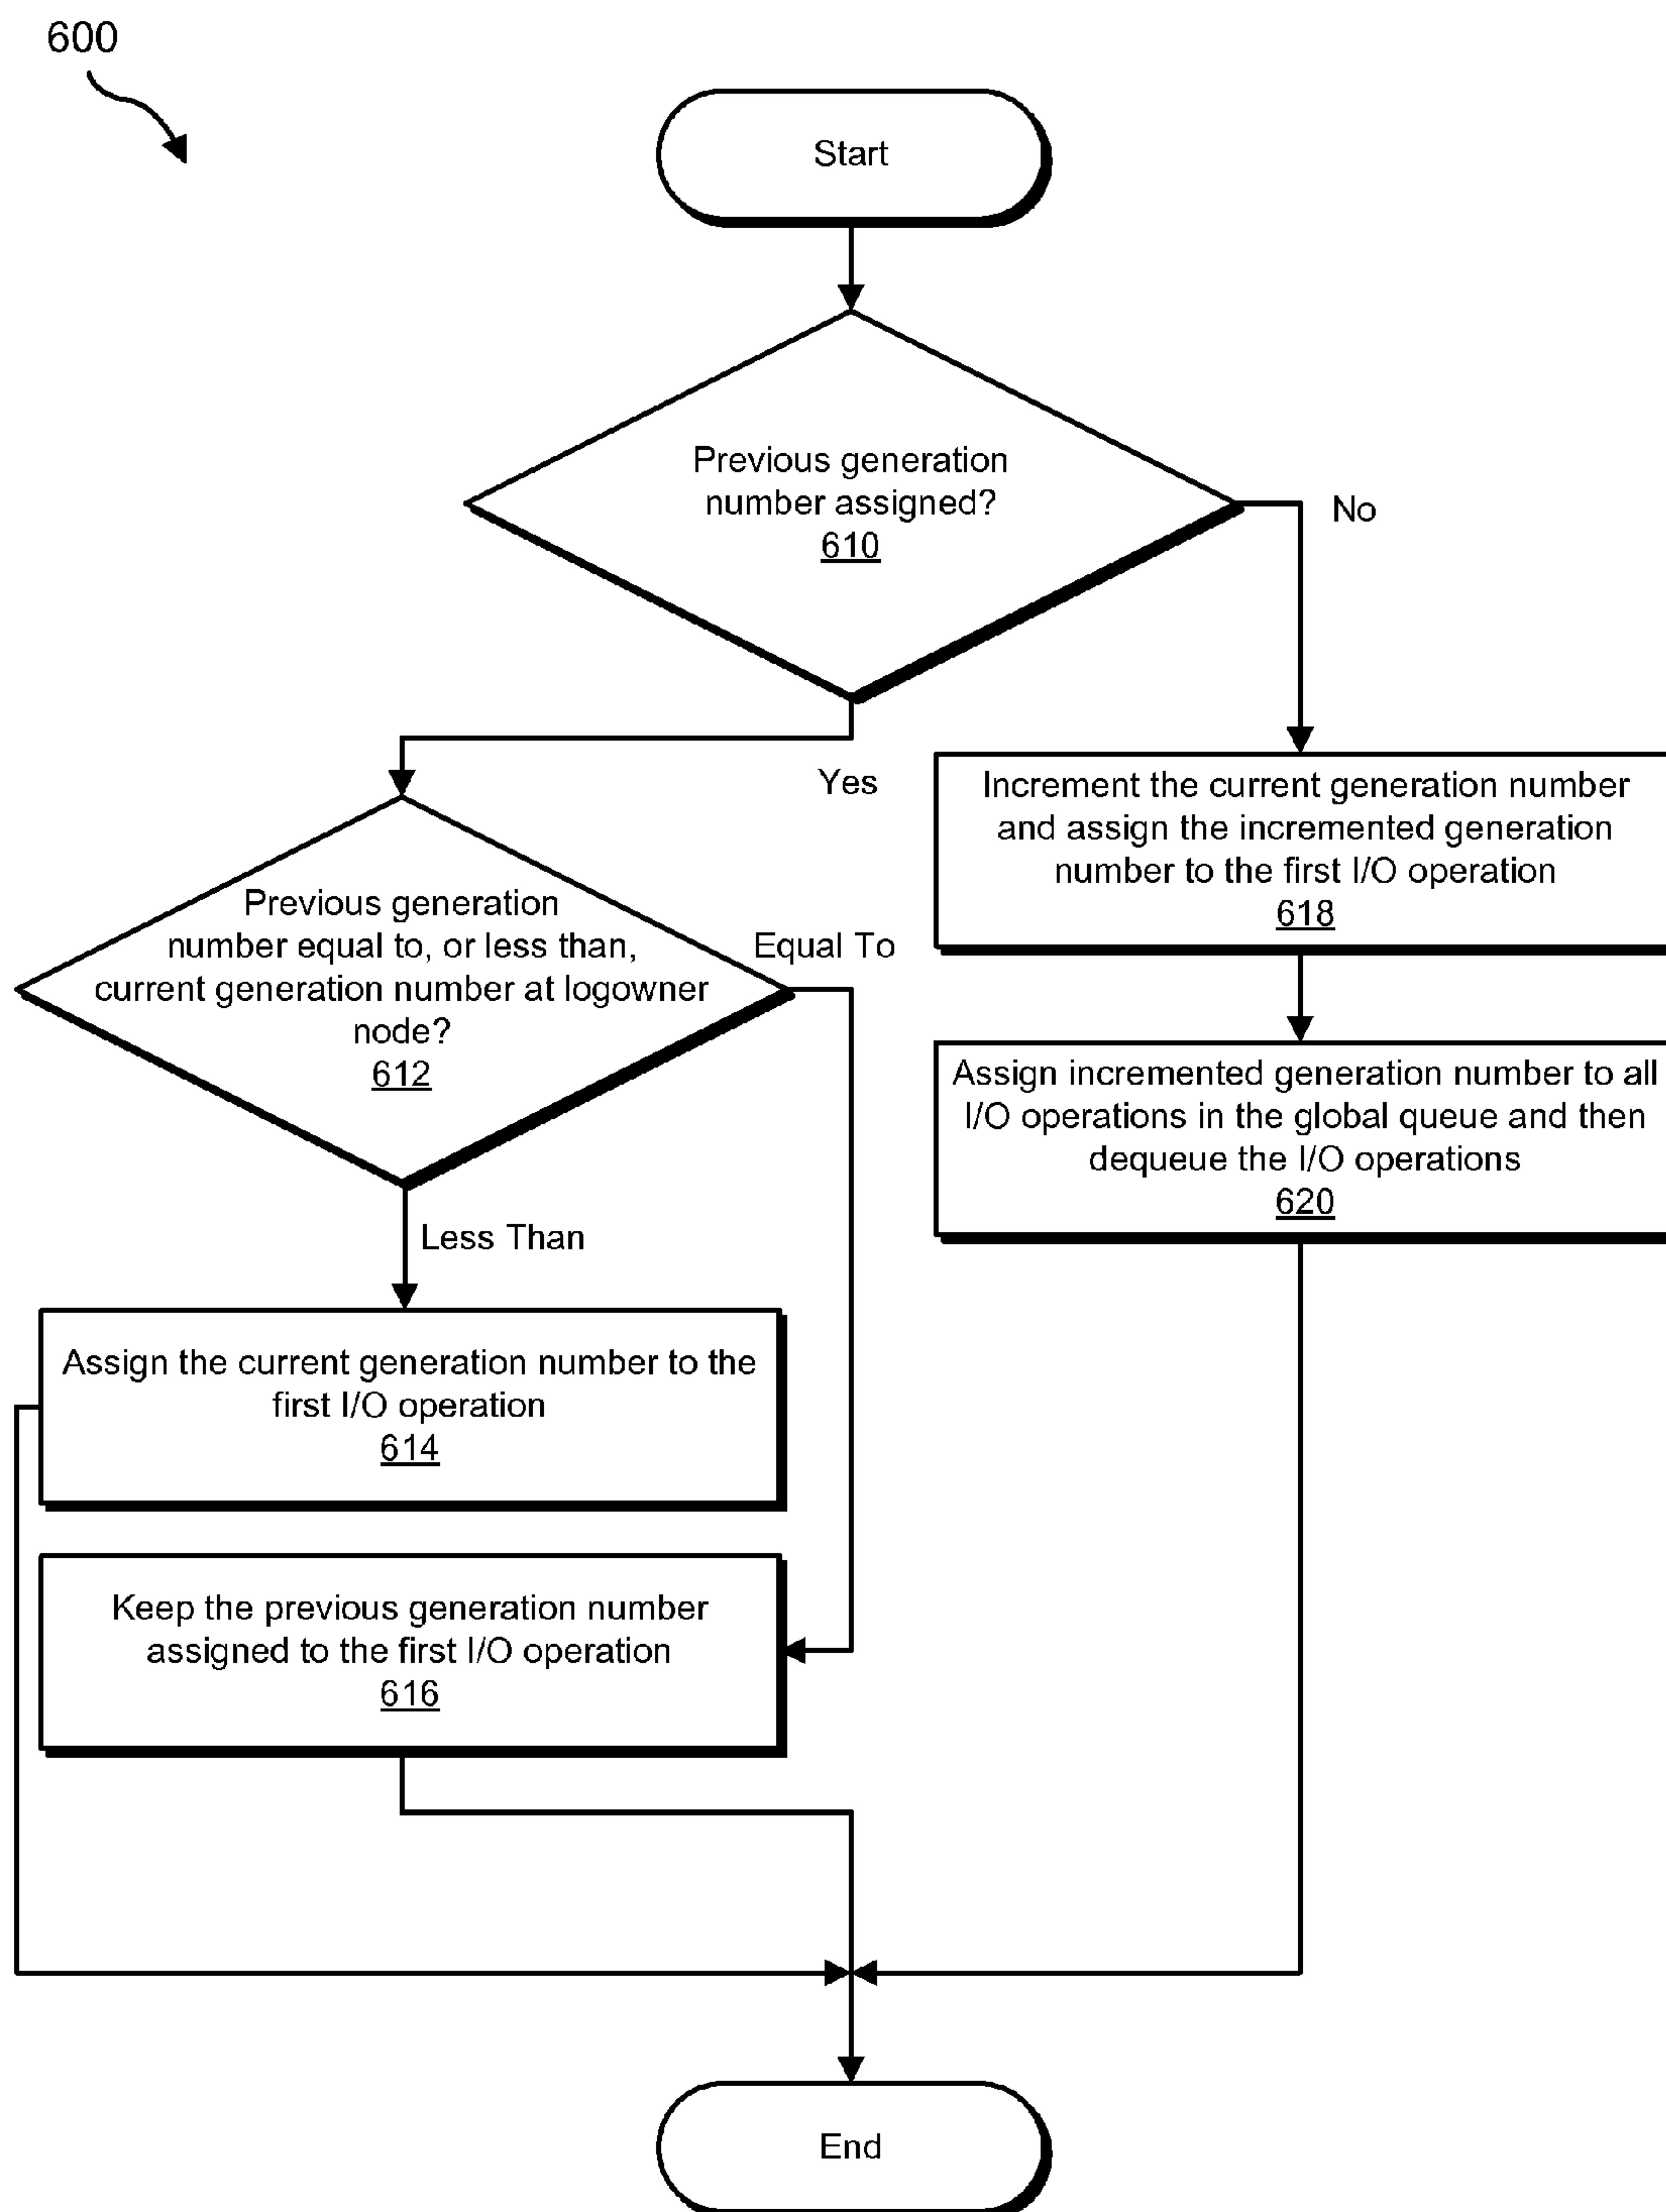 600
Start
Previous generation
number assigned?
610
No
Yes
Increment the current generation number
and assign the incremented generation
number to the first I/O operation
618
Previous generation
number equal to, or less than,
current generation number at logowner
node?
612
Equal To
Assign incremented generation number to all
I/O operations in the global queue and then
dequeue the I/O operations
620
Less Than
Assign the current generation number to the
first I/O operation
614
Keep the previous generation number
assigned to the first I/O operation
616
End